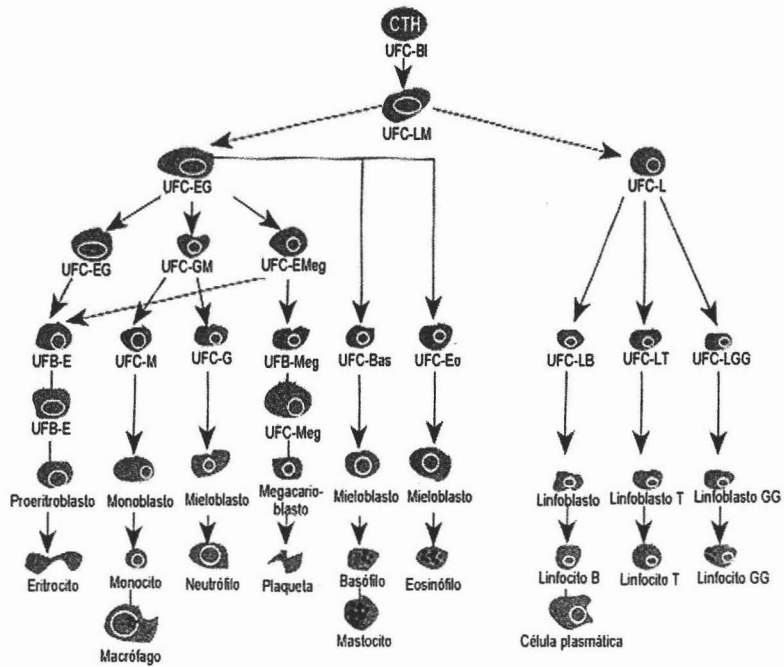 CTH
UFC-BI
UFC-LM
UFC-EG
UFC-L
UFC-EG
UFC-GM
UFC-EMeg
UFB-E
UFC-M
UFC-G
UFB-Meg
UFC-Bas
UFC-Eo
UFC-LB
UFC-LT
UFC-LGG
UFB-E
UFC-Meg
Proeritroblasto
Monoblasto
Mieloblasto
Megacario-
blasto
Mieloblasto
Mieloblasto
Linfoblasto
Linfoblasto T
Linfoblasto GG
Eritrocito
Monocito
Neutrófilo
Plaqueta
Basófilo
Eosinófilo
Linfocito B
Linfocito T
Linfocito GG
Macrófago
Mastocito
Célula plasmática